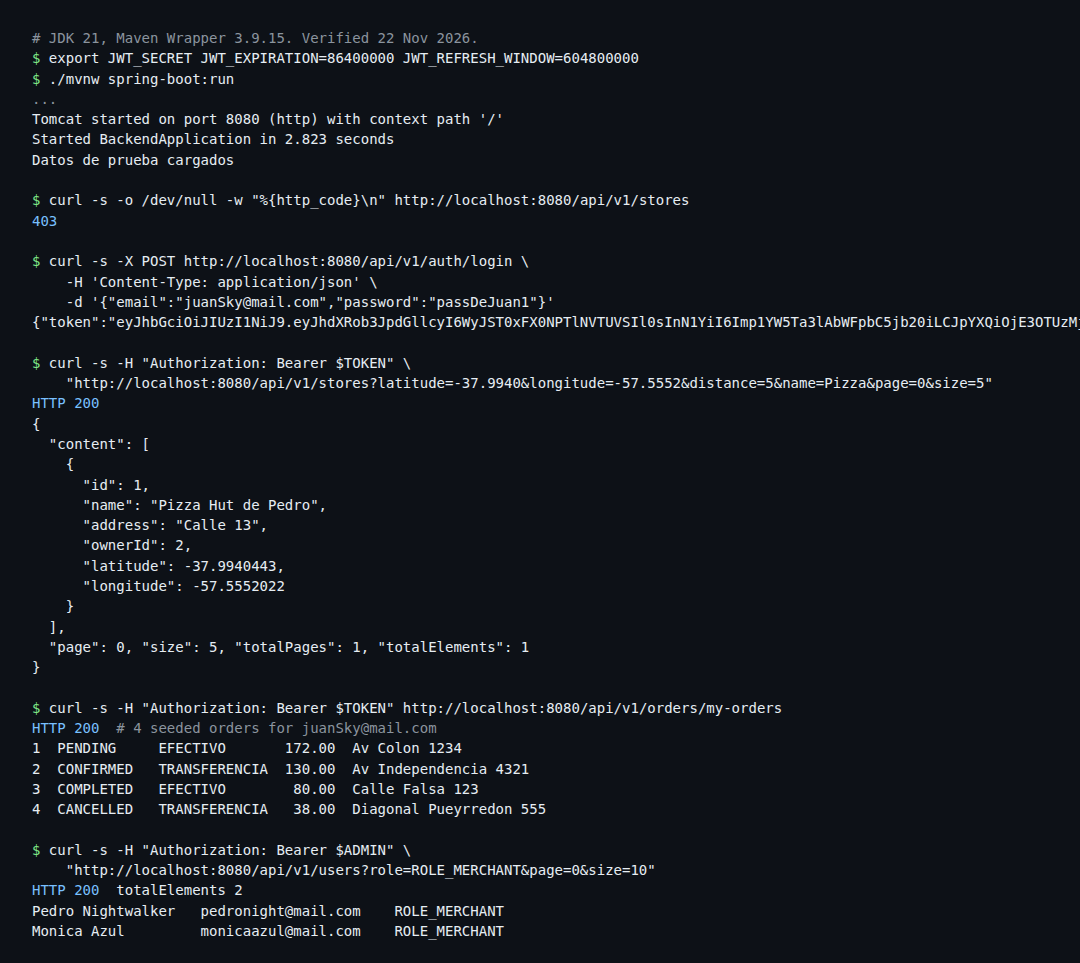 # JDK 21, Maven Wrapper 3.9.15. Verified 22 Nov 2026.
$ export JWT_SECRET JWT_EXPIRATION=86400000 JWT_REFRESH_WINDOW=604800000
$ ./mvnw spring-boot:run
...
Tomcat started on port 8080 (http) with context path '/'
Started BackendApplication in 2.823 seconds
Datos de prueba cargados
$ curl -s -o /dev/null -w "%{http_code}\n" http://localhost:8080/api/v1/stores
403
$ curl -s -X POST http://localhost:8080/api/v1/auth/login \
    -H 'Content-Type: application/json' \
    -d '{"email":"juanSky@mail.com","password":"passDeJuan1"}'
{"token":"eyJhbGciOiJIUzI1NiJ9.eyJhdXRob3JpdGllcyI6WyJST0xFX0NPTlNVTUVSIl0sInN1YiI6Imp1YW5Ta3lAbWFpbC5jb20iLCJpYXQiOjE3OTUzMj
$ curl -s -H "Authorization: Bearer $TOKEN" \
    "http://localhost:8080/api/v1/stores?latitude=-37.9940&longitude=-57.5552&distance=5&name=Pizza&page=0&size=5"
HTTP 200
{
  "content": [
    {
      "id": 1,
      "name": "Pizza Hut de Pedro",
      "address": "Calle 13",
      "ownerId": 2,
      "latitude": -37.9940443,
      "longitude": -57.5552022
    }
  ],
  "page": 0, "size": 5, "totalPages": 1, "totalElements": 1
}
$ curl -s -H "Authorization: Bearer $TOKEN" http://localhost:8080/api/v1/orders/my-orders
HTTP 200  # 4 seeded orders for juanSky@mail.com
1  PENDING     EFECTIVO       172.00  Av Colon 1234
2  CONFIRMED   TRANSFERENCIA  130.00  Av Independencia 4321
3  COMPLETED   EFECTIVO        80.00  Calle Falsa 123
4  CANCELLED   TRANSFERENCIA   38.00  Diagonal Pueyrredon 555
$ curl -s -H "Authorization: Bearer $ADMIN" \
    "http://localhost:8080/api/v1/users?role=ROLE_MERCHANT&page=0&size=10"
HTTP 200  totalElements 2
Pedro Nightwalker   pedronight@mail.com    ROLE_MERCHANT
Monica Azul         monicaazul@mail.com    ROLE_MERCHANT